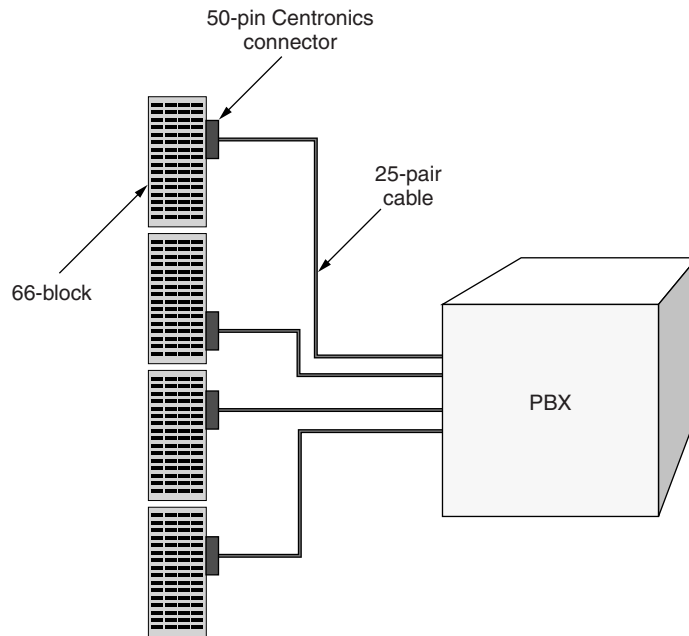 50-pin Centronics
connector
25-pair
cable
66-block
PBX